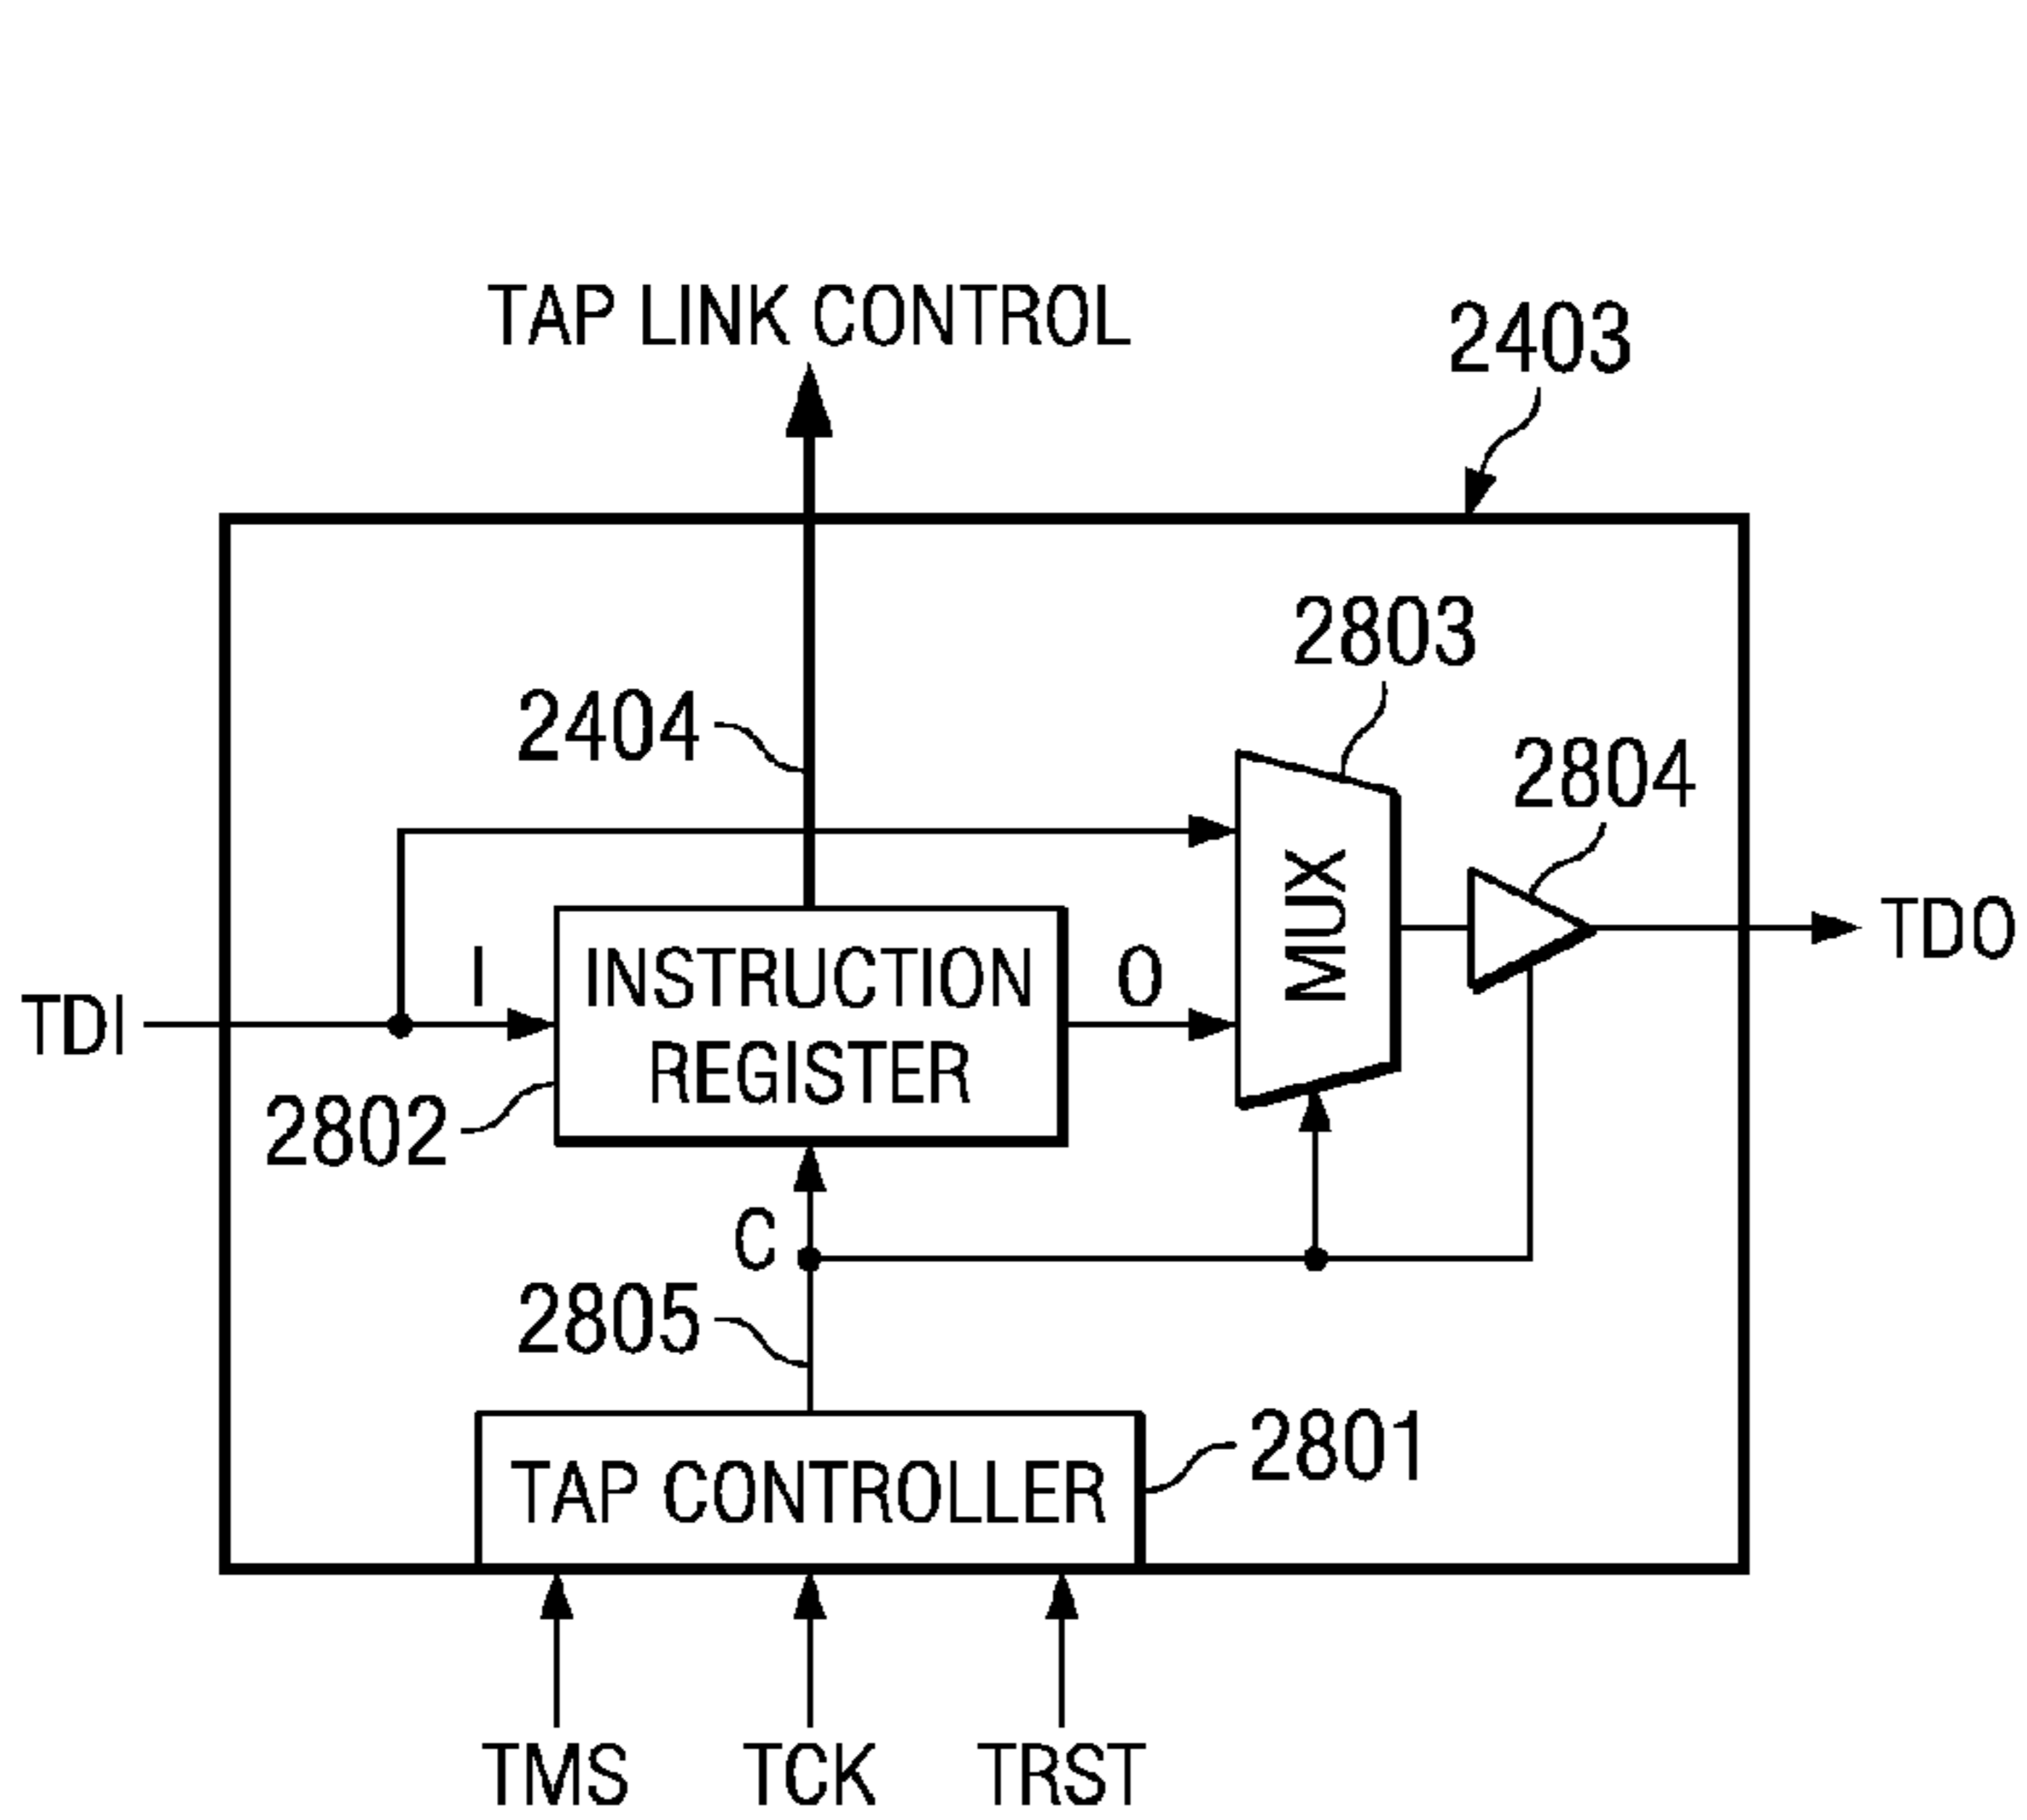 TAP LINK CONTROL
2403
2803
2404
2804
MUX
TDO
I
INSTRUCTION
REGISTER
O
TDI
2802
C
2805
2801
TAP CONTROLLER
TMS
TCK
TRST